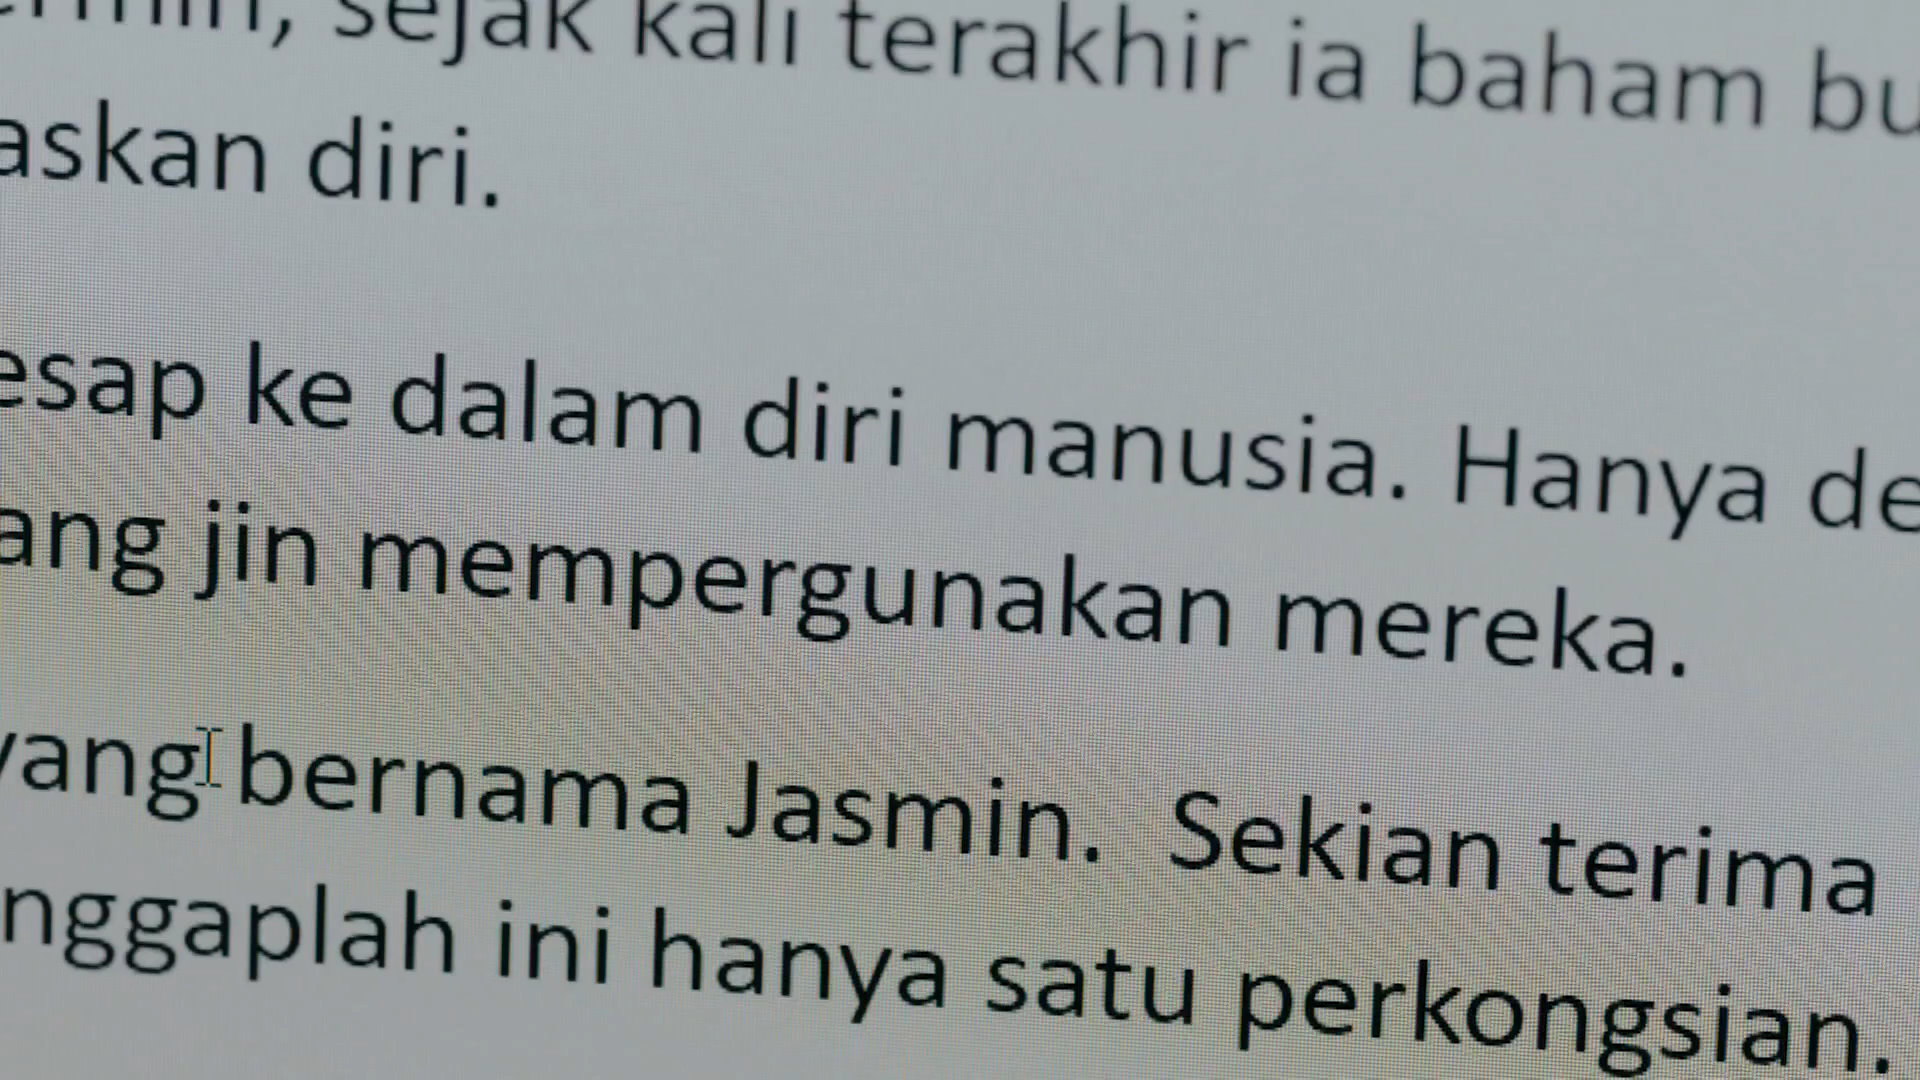 sejak kali terakhir ia baham
askan diri.
esap ke dalam diri manusia. Hanya de
ang jin mempergunakan mereka.
yang bernama Jasmin. Sekian terima
nggaplah ini hanya satu perkongsian.